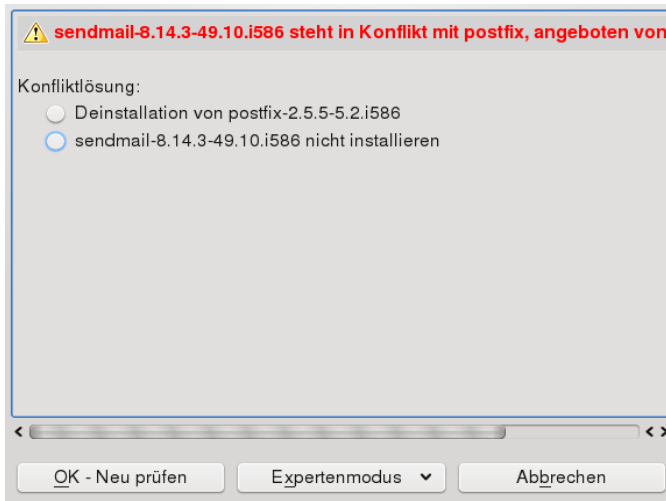 sendmail-8.14.3-49.10.i586 steht in Konflikt mit postfix, angeboten von
Konfliktlösung:
Deinstallation von postfix-2.5.5-5.2.i586
sendmail-8.14.3-49.10.i586 nicht installieren
OK - Neu prüfen Expertenmodus Abbrechen